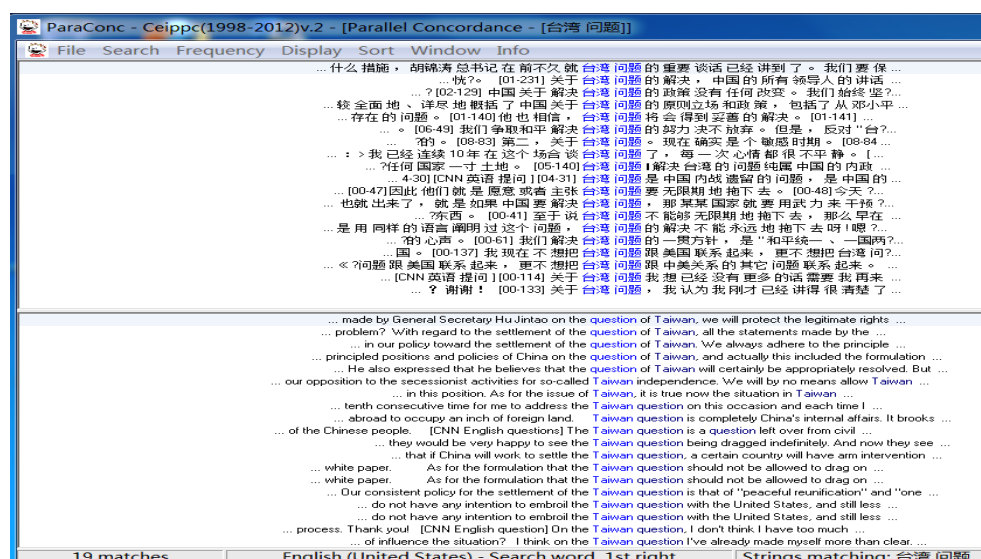 ParaConc - Ceippc(1998-2012)v.2 - [Parallel Concordance - [台湾 问题]]
File Search Frequency Display Sort Window Info
... 什么 措施 ， 胡锦涛 总书记 在 前不久 就 台湾 问题 的 重要 谈话 已经 讲到 了 。 我们 要 保 ...
... 恍?。 [01-231] 关于 台湾 问题 的 解决 ， 中国 的 所有 领导人 的 讲话 ...
... ? [02-129] 中国 关于 解决 台湾 问题 的 政策 没有 任何 改变 。 我们 始终 坚?...
... 较 全面 地 、 详尽 地 概括 了 中国 关于 台湾 问题 的 原则 立场 和 政策 ， 包括 了 从 邓小平 ...
... 存在 的 问题 。 [01-140] 他 也 相信 ， 台湾 问题 将 会 得到 妥善 的 解决 。 [01-141] ...
... 。 [06-49] 我们 争取 和平 解决 台湾 问题 的 努力 决不 放弃 。 但是 ， 反对 "台?...
... ?的 。 [08-83] 第二 ， 关于 台湾 问题 。 现在 确实 是 个 敏感 时期 。 [08-84 ...
... : > 我 已经 连续 10 年 在 这个 场合 谈 台湾 问题 了 ， 每 一 次 心情 都 很 不 平静 。 [ ...
... ?任何 国家 一寸 土地 。 [05-140] 台湾 问题 !解决 台湾 的 问题 纯属 中国 的 内政 ...
... 4-30] [CNN 英语 提问 ] [04-31] 台湾 问题 是 中国 内战 遗留 的 问题 ， 是 中国 的 ...
... [00-47]因此 他们 就 是 愿意 或者 主张 台湾 问题 要 无限期 地 拖 下 去 。 [00-48] 今天 ?...
... 也就 出来 了 ， 就 是 如果 中国 要 解决 台湾 问题 ， 那 某某 国家 就 要 用 武力 来 干预 ?...
... ?东西 。 [00-41] 至于 说 台湾 问题 不 能够 无限期 地 拖 下 去 ， 那么 早在 ...
... 是 用 同样 的 语言 阐明 过 这个 问题 ， 台湾 问题 的 解决 不 能 永远 地 拖 下 去 呀 ! 嗯 ?...
... ?的 心声 。 [00-61] 我们 解决 台湾 问题 的 一贯 方针 ， 是 "和平 统一 、 一国两?...
... 国 。 [00-137] 我 现在 不 想 把 台湾 问题 跟 美国 联系 起来 ， 更 不 想 把 台湾 问?...
... « ?问题 跟 美国 联系 起来 ， 更 不 想 把 台湾 问题 跟 中美 关系 的 其它 问题 联系 起来 。 ...
... [CNN 英语 提问 ] [00-114] 关于 台湾 问题 我 想 已经 没有 更 多 的 话 需要 我 再 来 ...
... ? 谢谢 ! [00-133] 关于 台湾 问题 ， 我 认为 我 刚才 已经 讲 得 很 清楚 了 ...
... made by General Secretary Hu Jintao on the question of Taiwan, we will protect the legitimate rights ...
... problem? With regard to the settlement of the question of Taiwan, all the statements made by the ...
... in our policy toward the settlement of the question of Taiwan. We always adhere to the principle ...
... principled positions and policies of China on the question of Taiwan, and actually this included the formulation ...
... He also expressed that he believes that the question of Taiwan will certainly be appropriately resolved. But ...
... our opposition to the secessionist activities for so-called Taiwan independence. We will by no means allow Taiwan ...
... in this position. As for the issue of Taiwan, it is true now the situation in Taiwan ...
... tenth consecutive time for me to address the Taiwan question on this occasion and each time I ...
... abroad to occupy an inch of foreign land. Taiwan question is completely China's internal affairs. It brooks ...
... of the Chinese people. [CNN English questions] The Taiwan question is a question left over from civil ...
... they would be very happy to see the Taiwan question being dragged indefinitely. And now they see ...
... that if China will work to settle the Taiwan question, a certain country will have arm intervention ...
... white paper. As for the formulation that the Taiwan question should not be allowed to drag on ...
... white paper. As for the formulation that the Taiwan question should not be allowed to drag on ...
... Our consistent policy for the settlement of the Taiwan question is that of "peaceful reunification" and "one ...
... do not have any intention to embroil the Taiwan question with the United States, and still less ...
... do not have any intention to embroil the Taiwan question with the United States, and still less ...
... process. Thank you! [CNN English question] On the Taiwan question, I don't think I have too much ...
... of influence the situation? I think on the Taiwan question I've already made myself more than clear. ...
19 matches English (United States) - Search word, 1st right Strings matching: 台湾 问题